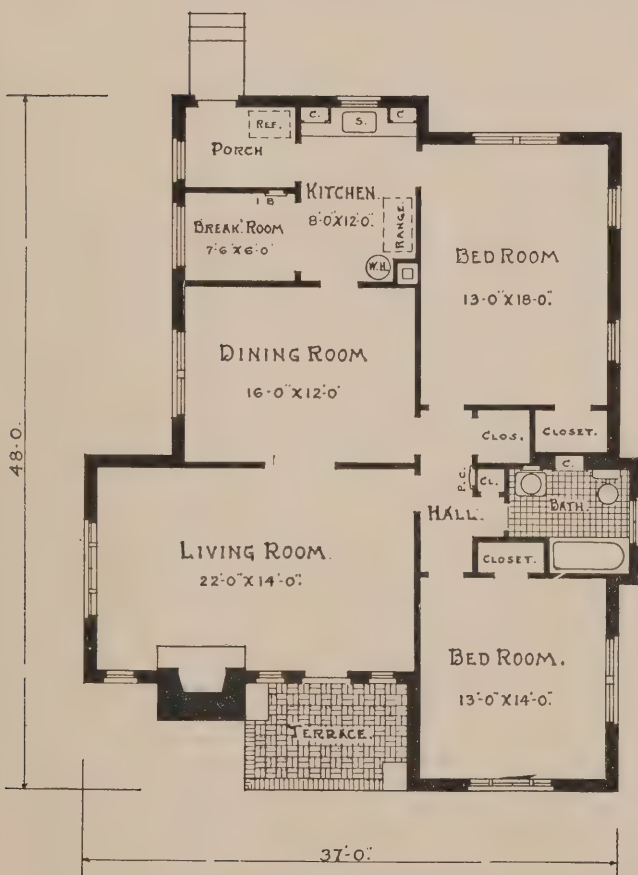 REF.
C.
S.
C
PORCH
KITCHEN.
8'-0"X12'-0".
I B
BREAK. ROOM
7'-6"X6'-0"
RANGE
W.H.
BED ROOM
13'-0"X18'-0".
DINING ROOM
16'-0"X12'-0"
48'-0".
CLOS.
CLOSET.
P.C.
CL.
C.
HALL.
BATH.
LIVING ROOM.
22'-0"X14'-0".
CLOSET.
BED ROOM.
13'-0"X14'-0".
TERRACE.
37'-0".